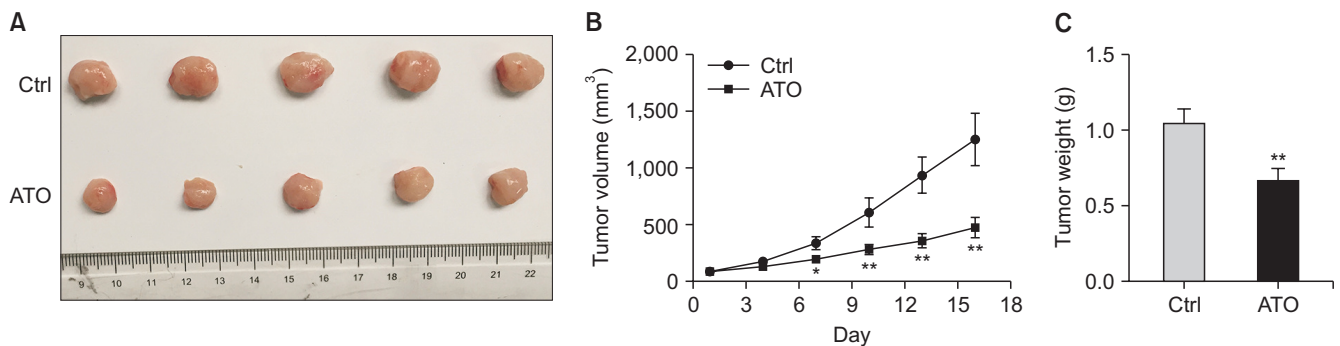 A
Ctrl
ATO
9 10 11 12 13 14 15 16 17 18 19 20 21 22
B
2,000
1,500
1,000
500
0
Tumor volume (mm³)
Ctrl
ATO
* ** ** **
0 3 6 9 12 15 18
Day
C
1.5
1.0
0.5
0.0
Tumor weight (g)
**
Ctrl ATO